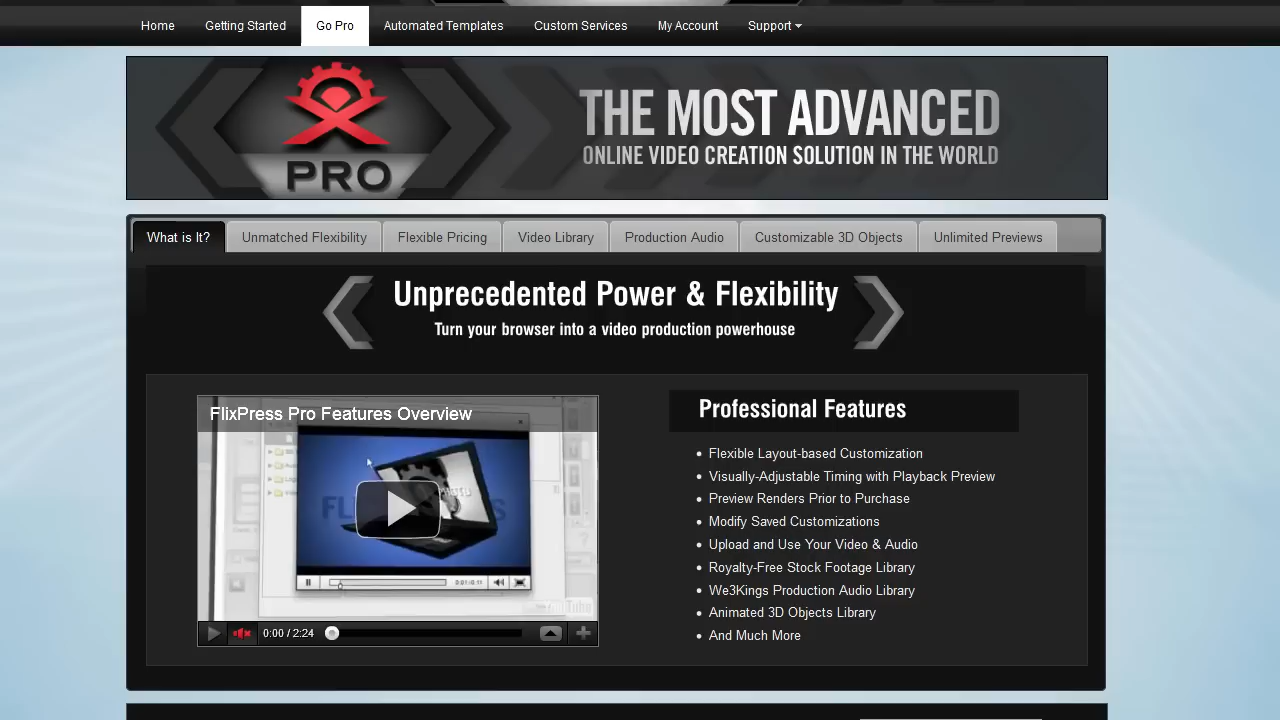 Home Getting Started Go Pro Automated Templates Custom Services My Account Support
PRO
THE MOST ADVANCED
ONLINE VIDEO CREATION SOLUTION IN THE WORLD
What is It? Unmatched Flexibility Flexible Pricing Video Library Production Audio Customizable 3D Objects Unlimited Previews
Unprecedented Power & Flexibility
Turn your browser into a video production powerhouse
FlixPress Pro Features Overview
0:00 / 2:24
Professional Features
Flexible Layout-based Customization
Visually-Adjustable Timing with Playback Preview
Preview Renders Prior to Purchase
Modify Saved Customizations
Upload and Use Your Video & Audio
Royalty-Free Stock Footage Library
We3Kings Production Audio Library
Animated 3D Objects Library
And Much More